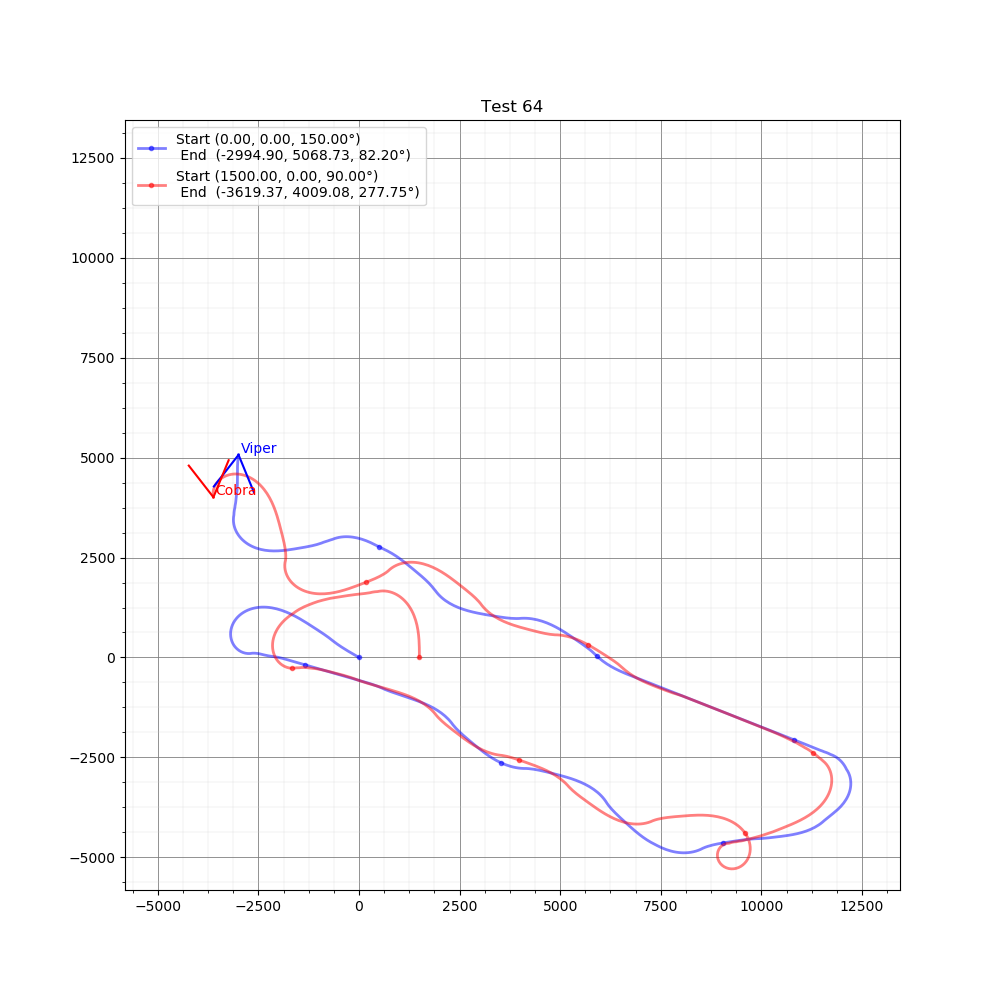 Test 64
Start (0.00, 0.00, 150.00°)
End (-2994.90, 5068.73, 82.20°)
Start (1500.00, 0.00, 90.00°)
End (-3619.37, 4009.08, 277.75°)
12500
10000
7500
5000
2500
0
−2500
−5000
Viper
Cobra
−5000 −2500 0 2500 5000 7500 10000 12500